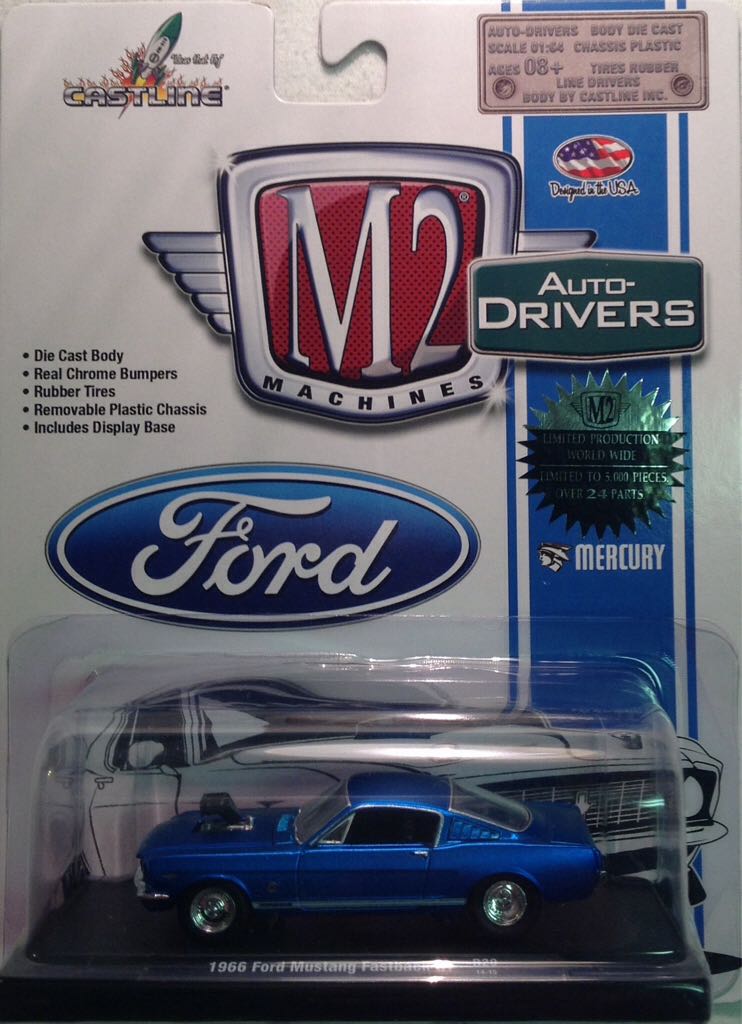 "Ideas that Fly"
CASTLINE®
AUTO-DRIVERS BODY DIE CAST
SCALE 01:64 CHASSIS PLASTIC
AGES 08+ TIRES RUBBER
LINE DRIVERS
BODY BY CASTLINE INC.
Designed in the USA
M2®
MACHINES
AUTO-
DRIVERS
• Die Cast Body
• Real Chrome Bumpers
• Rubber Tires
• Removable Plastic Chassis
• Includes Display Base
M2
LIMITED PRODUCTION
WORLD WIDE
LIMITED TO 5,000 PIECES
OVER 24 PARTS
Ford
MERCURY
1966 Ford Mustang Fastback